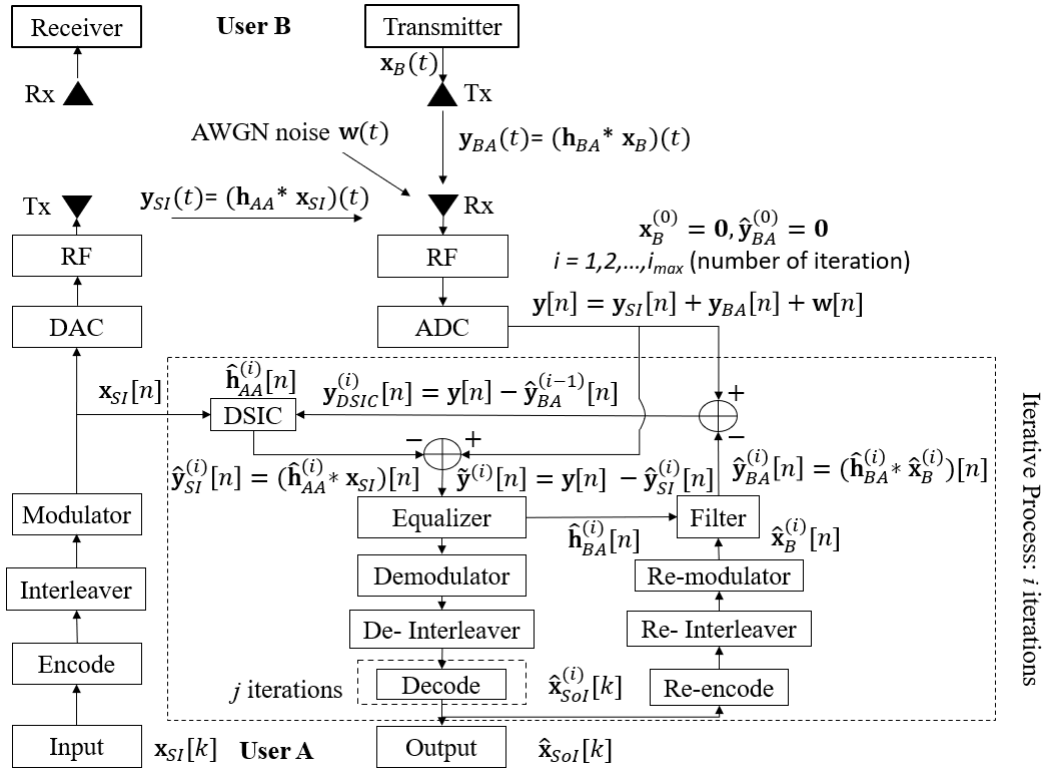 Receiver
User B
Transmitter
𝐱_B(t)
Rx
Tx
AWGN noise 𝐰(t)
𝐲_BA(t)= (𝐡_BA * 𝐱_B)(t)
𝐲_SI(t)= (𝐡_AA * 𝐱_SI)(t)
Tx
Rx
𝐱_B^(0) = 𝟎, 𝐲̂_BA^(0) = 𝟎
RF
RF
i = 1,2,...,i_max (number of iteration)
𝐲[n] = 𝐲_SI[n] + 𝐲_BA[n] + 𝐰[n]
DAC
ADC
𝐱_SI[n]
𝐡̂_AA^(i)[n]
𝐲_DSIC^(i)[n] = 𝐲[n] − 𝐲̂_BA^(i−1)[n]
+
DSIC
−
−
+
𝐲̂_SI^(i)[n] = (𝐡̂_AA^(i) * 𝐱_SI)[n]
𝐲̃^(i)[n] = 𝐲[n] − 𝐲̂_SI^(i)[n]
𝐲̂_BA^(i)[n] = (𝐡̂_BA^(i) * 𝐱̂_B^(i))[n]
Modulator
Equalizer
Filter
𝐡̂_BA^(i)[n]
𝐱̂_B^(i)[n]
Interleaver
Demodulator
Re-modulator
De- Interleaver
Re- Interleaver
Encode
j iterations
Decode
𝐱̂_SoI^(i)[k]
Re-encode
Iterative Process: i iterations
Input
𝐱_SI[k]
User A
Output
𝐱̂_SoI[k]